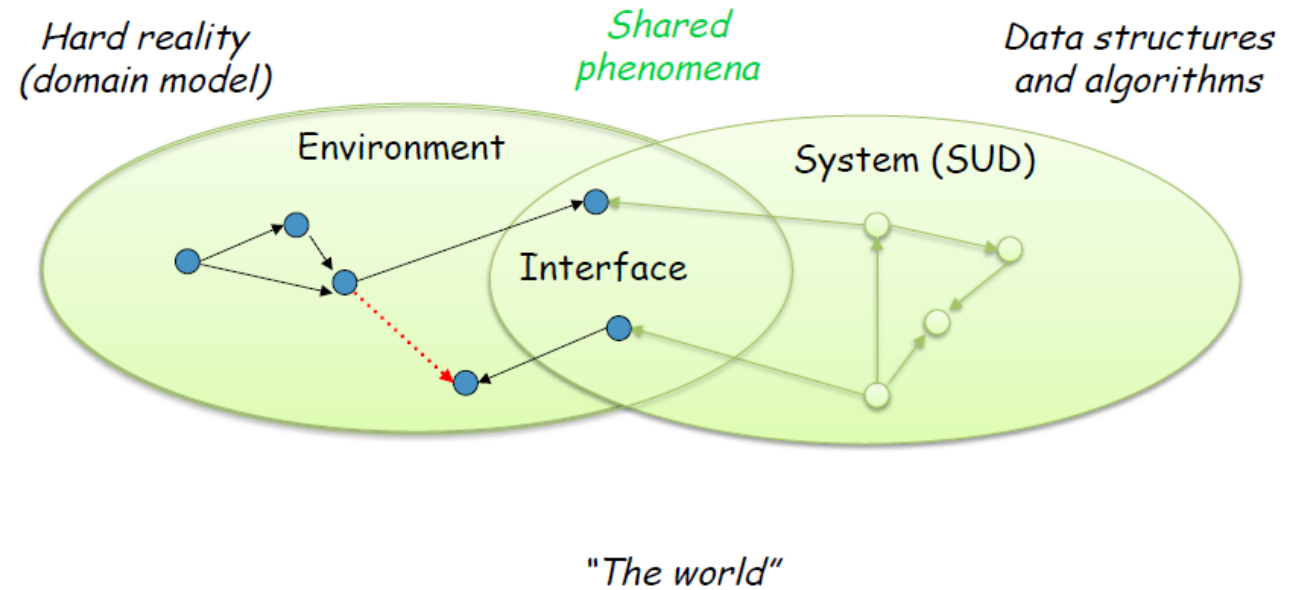 Hard reality
(domain model)
Shared
phenomena
Data structures
and algorithms
Environment
System (SUD)
Interface
"The world”